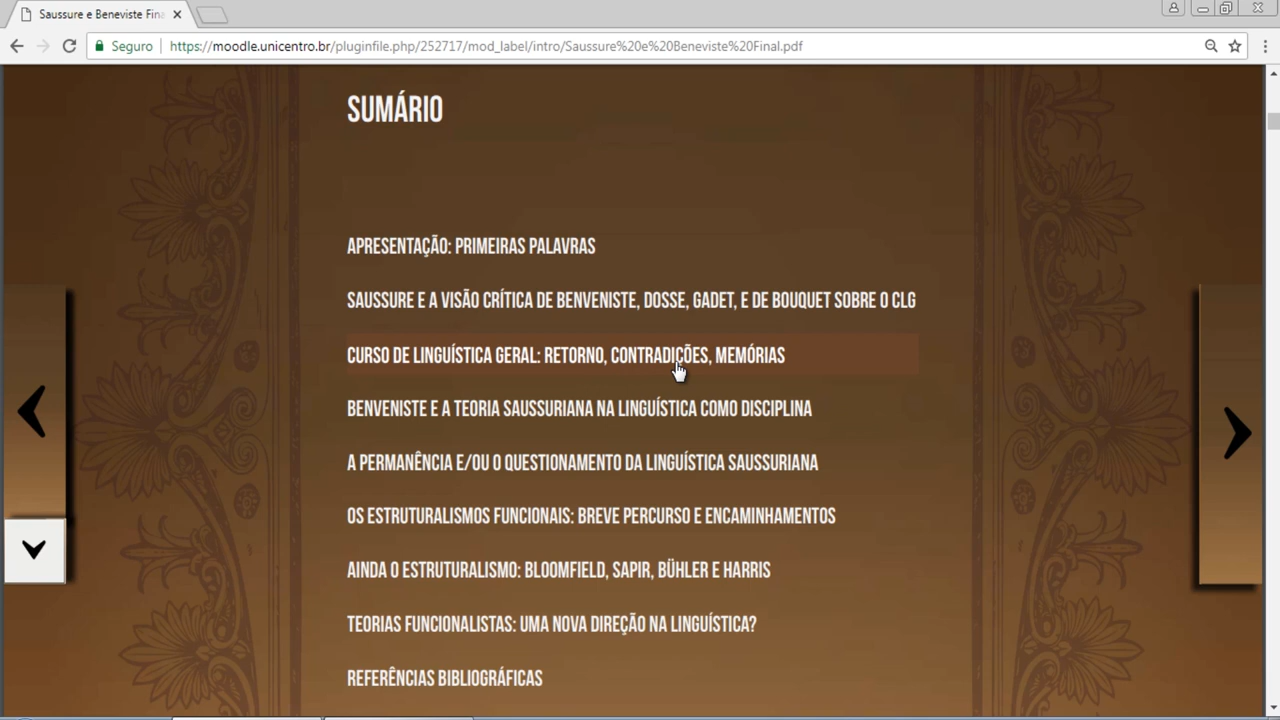 Saussure e Beneviste Fin
Seguro
https://moodle.unicentro.br/pluginfile.php/252717/mod_label/intro/Saussure%20e%20Beneviste%20Final.pdf
SUMÁRIO
APRESENTAÇÃO: PRIMEIRAS PALAVRAS
SAUSSURE E A VISÃO CRÍTICA DE BENVENISTE, DOSSE, GADET, E DE BOUQUET SOBRE O CLG
CURSO DE LINGUÍSTICA GERAL: RETORNO, CONTRADIÇÕES, MEMÓRIAS
BENVENISTE E A TEORIA SAUSSURIANA NA LINGUÍSTICA COMO DISCIPLINA
A PERMANÊNCIA E/OU O QUESTIONAMENTO DA LINGUÍSTICA SAUSSURIANA
OS ESTRUTURALISMOS FUNCIONAIS: BREVE PERCURSO E ENCAMINHAMENTOS
AINDA O ESTRUTURALISMO: BLOOMFIELD, SAPIR, BÜHLER E HARRIS
TEORIAS FUNCIONALISTAS: UMA NOVA DIREÇÃO NA LINGUÍSTICA?
REFERÊNCIAS BIBLIOGRÁFICAS